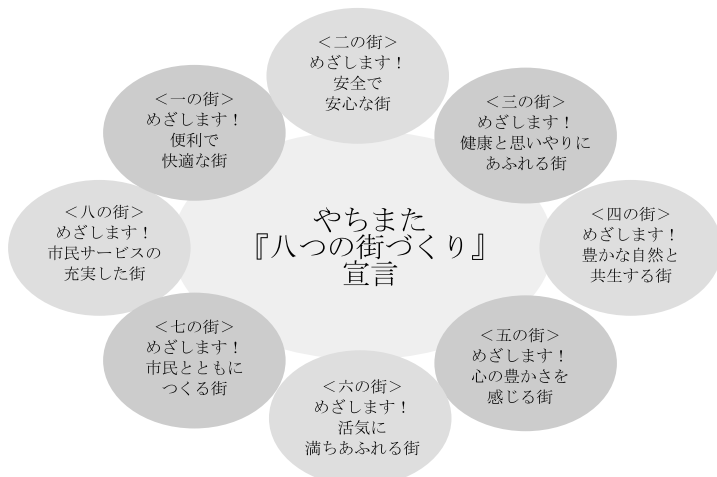 やちまた
『八つの街づくり』
宣言
＜一の街＞
めざします！
便利で
快適な街
＜二の街＞
めざします！
安全で
安心な街
＜三の街＞
めざします！
健康と思いやりに
あふれる街
＜四の街＞
めざします！
豊かな自然と
共生する街
＜五の街＞
めざします！
心の豊かさを
感じる街
＜六の街＞
めざします！
活気に
満ちあふれる街
＜七の街＞
めざします！
市民とともに
つくる街
＜八の街＞
めざします！
市民サービスの
充実した街